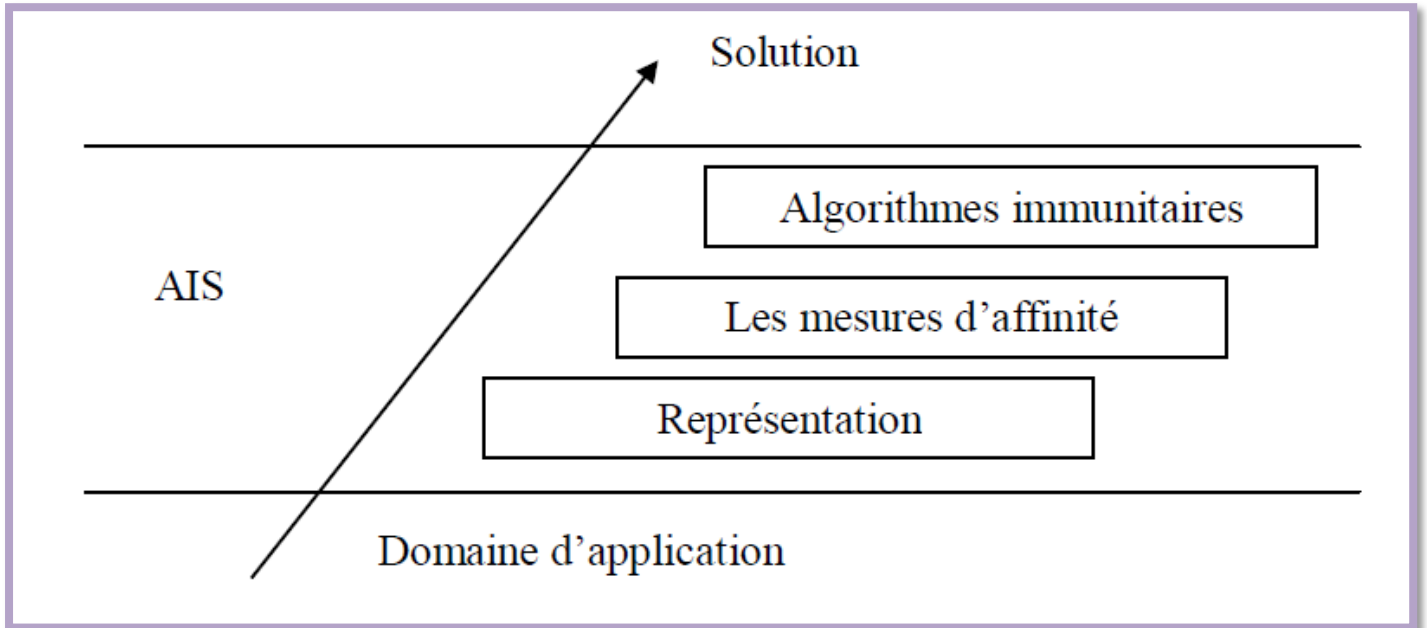 Solution
Algorithmes immunitaires
AIS
Les mesures d’affinité
Représentation
Domaine d’application